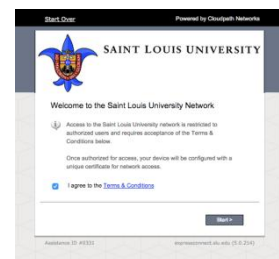 Start Over
Powered by Cloudpath Networks
SAINT LOUIS UNIVERSITY
Welcome to the Saint Louis University Network
Access to the Saint Louis University network is restricted to
authorized users and requires acceptance of the Terms &
Conditions below.
Once authorized for access, your device will be configured with a
unique certificate for network access.
I agree to the Terms & Conditions
Start >
Assistance ID